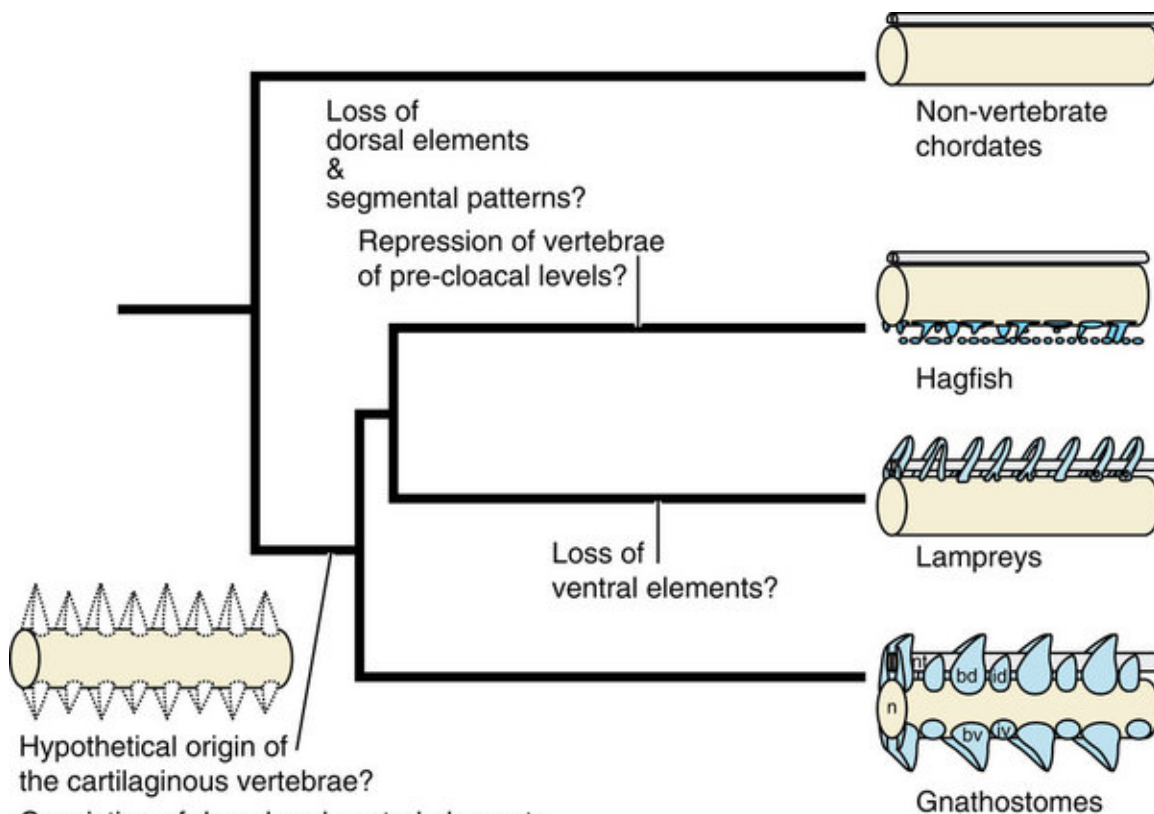 Non-vertebrate
chordates
Loss of
dorsal elements
&
segmental patterns?
Repression of vertebrae
of pre-cloacal levels?
Hagfish
Lampreys
Loss of
ventral elements?
nt
bd
id
n
bv
iv
Gnathostomes
Hypothetical origin of
the cartilaginous vertebrae?